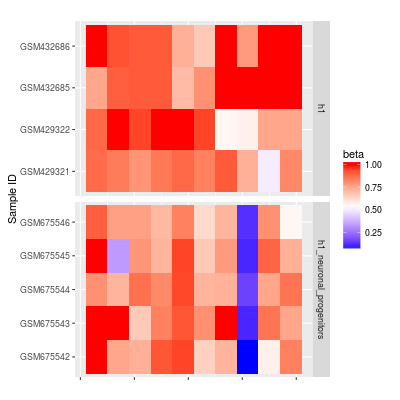 GSM432686
GSM432685
GSM429322
GSM429321
h1
GSM675546
GSM675545
GSM675544
GSM675543
GSM675542
h1_neuronal_progenitors
Sample ID
beta
1.00
0.75
0.50
0.25